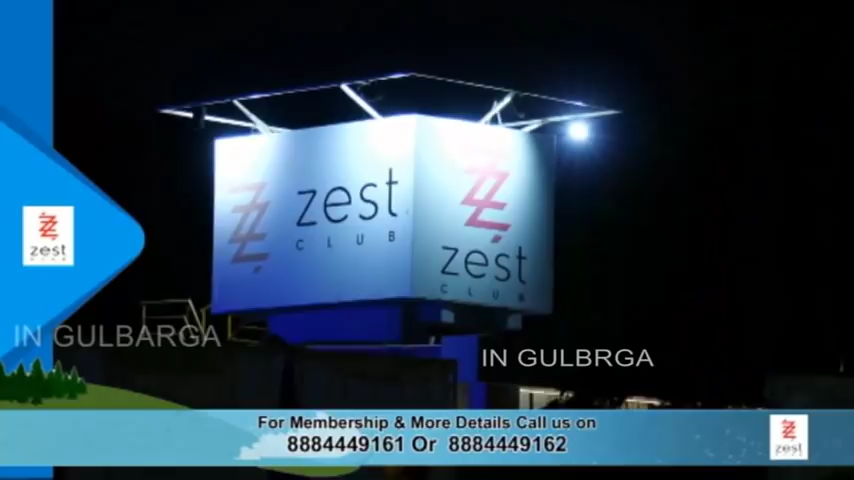 zest
CLUB
zest
CLUB
zest
CLUB
IN GULBARGA
IN GULBRGA
For Membership & More Details Call us on
8884449161 Or 8884449162
zest